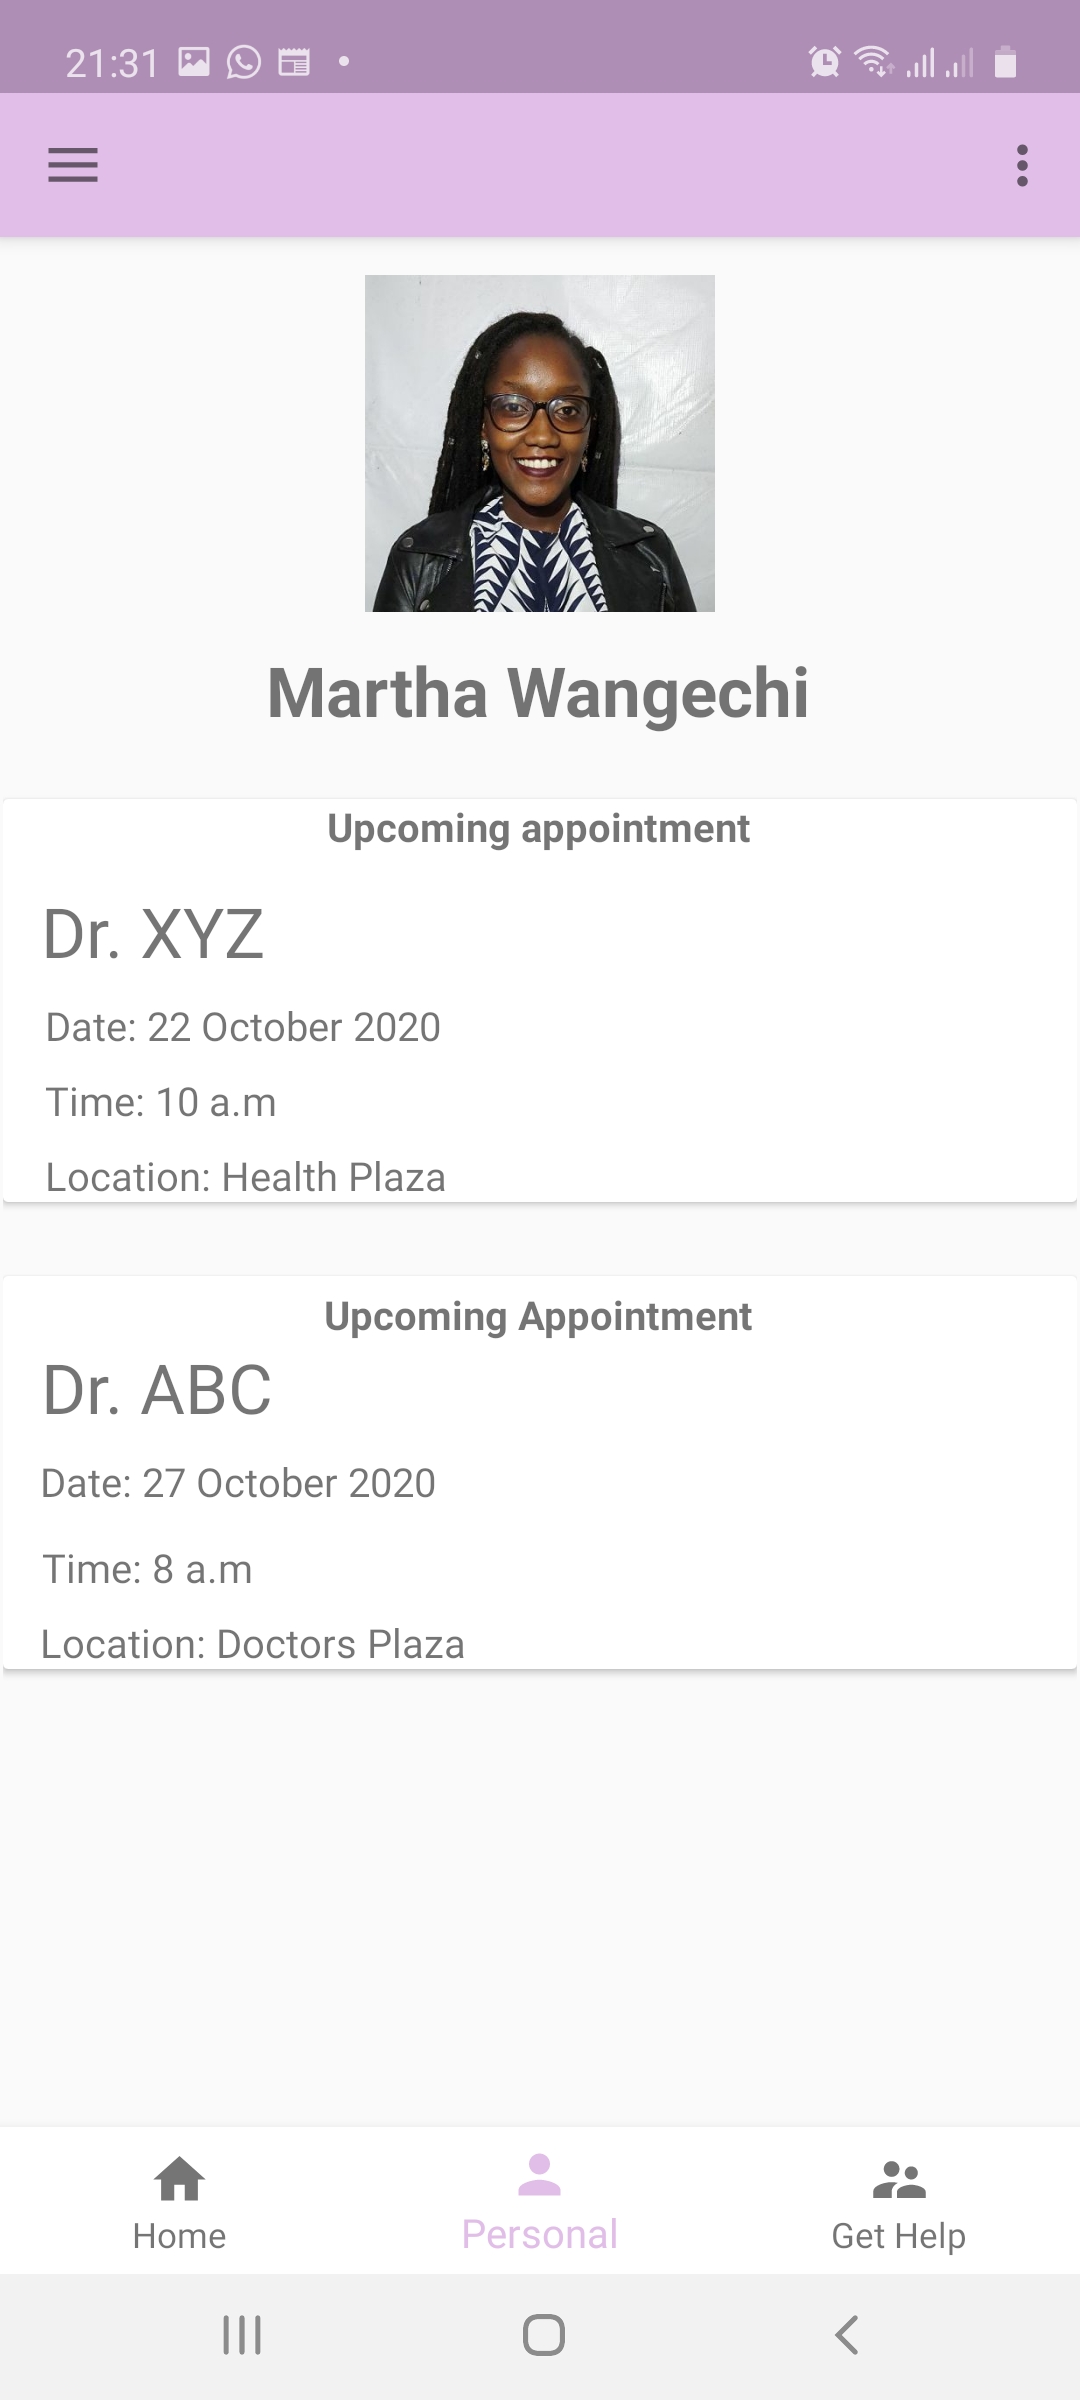 21:31
Martha Wangechi
Upcoming appointment
Dr. XYZ
Date: 22 October 2020
Time: 10 a.m
Location: Health Plaza
Upcoming Appointment
Dr. ABC
Date: 27 October 2020
Time: 8 a.m
Location: Doctors Plaza
Home Personal Get Help